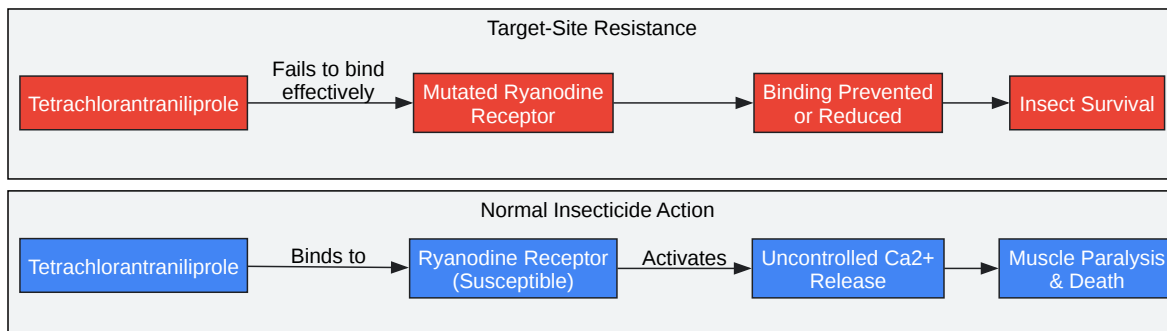 Target-Site Resistance
Tetrachlorantraniliprole
Fails to bind
effectively
Mutated Ryanodine
Receptor
Binding Prevented
or Reduced
Insect Survival
Normal Insecticide Action
Tetrachlorantraniliprole
Binds to
Ryanodine Receptor
(Susceptible)
Activates
Uncontrolled Ca2+
Release
Muscle Paralysis
& Death